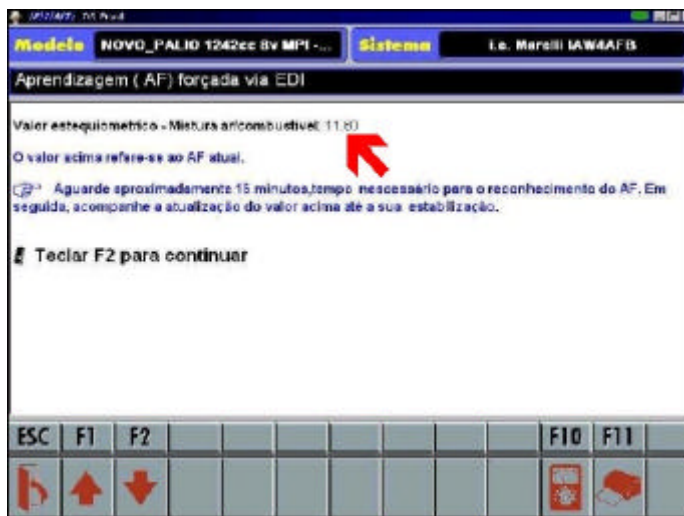 Modelo NOVO_PALIO 1242cc 8v MPI -... Sistema i.e. Marelli IAW4AFB
Aprendizagem ( AF) forçada via EDI
Valor estequiometrico - Mistura ar/combustivel: 11.80
O valor acima refere-se ao AF atual.
Aguarde aproximadamente 15 minutos,tempo nescessário para o reconhecimento do AF. Em
seguida, acompanhe a atualização do valor acima até a sua estabilização.
Teclar F2 para continuar
ESC F1 F2 F10 F11